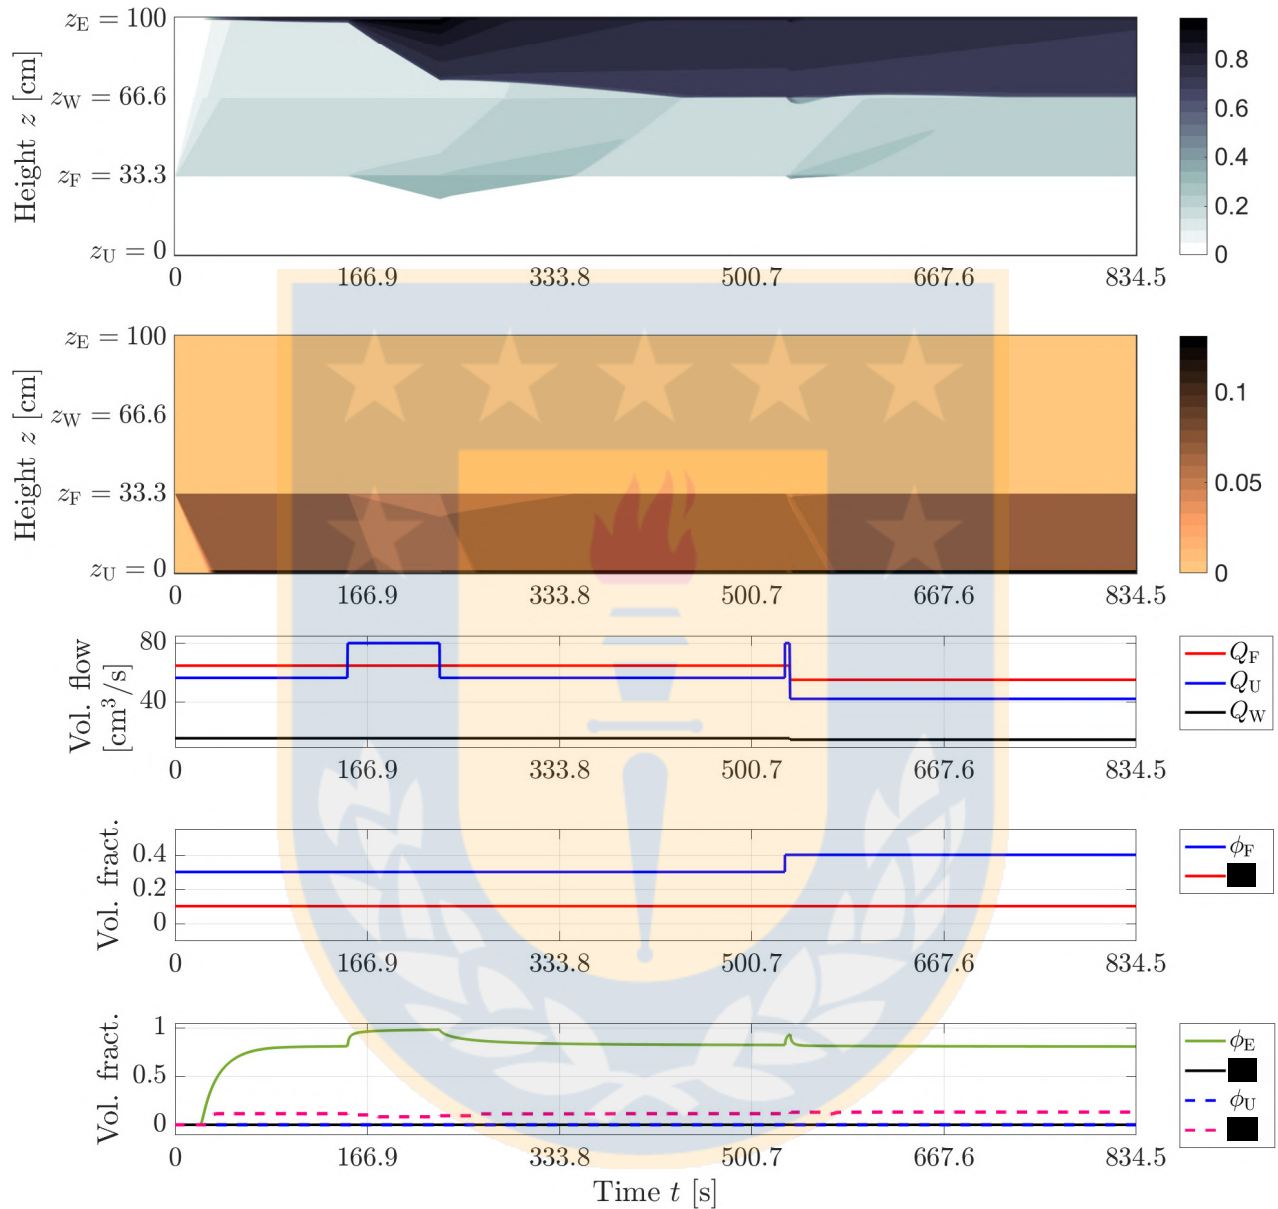 z_E = 100
z_W = 66.6
z_F = 33.3
z_U = 0
Height z [cm]
0 166.9 333.8 500.7 667.6 834.5
0.8
0.6
0.4
0.2
0
z_E = 100
z_W = 66.6
z_F = 33.3
z_U = 0
Height z [cm]
0 166.9 333.8 500.7 667.6 834.5
0.1
0.05
0
80
40
Vol. flow
[cm³/s]
0 166.9 333.8 500.7 667.6 834.5
Q_F
Q_U
Q_W
0.4
0.2
0
Vol. fract.
0 166.9 333.8 500.7 667.6 834.5
ϕ_F
1
0.5
0
Vol. fract.
0 166.9 333.8 500.7 667.6 834.5
ϕ_E
ϕ_U
Time t [s]